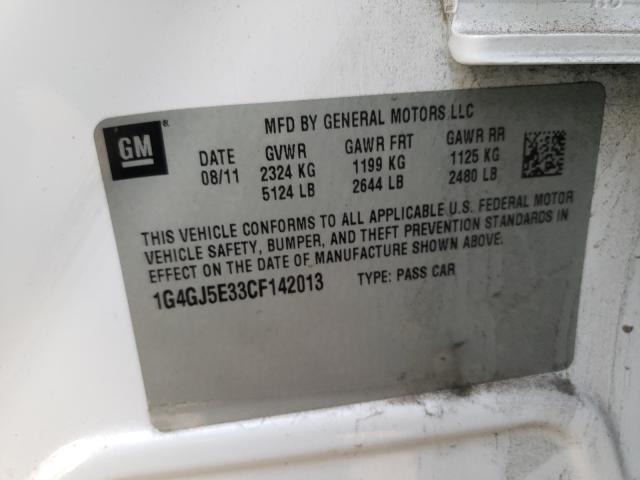 GM
MFD BY GENERAL MOTORS LLC
DATE GVWR GAWR FRT GAWR RR
08/11 2324 KG 1199 KG 1125 KG
5124 LB 2644 LB 2480 LB
THIS VEHICLE CONFORMS TO ALL APPLICABLE U.S. FEDERAL MOTOR
VEHICLE SAFETY, BUMPER, AND THEFT PREVENTION STANDARDS IN
EFFECT ON THE DATE OF MANUFACTURE SHOWN ABOVE.
1G4GJ5E33CF142013 TYPE: PASS CAR